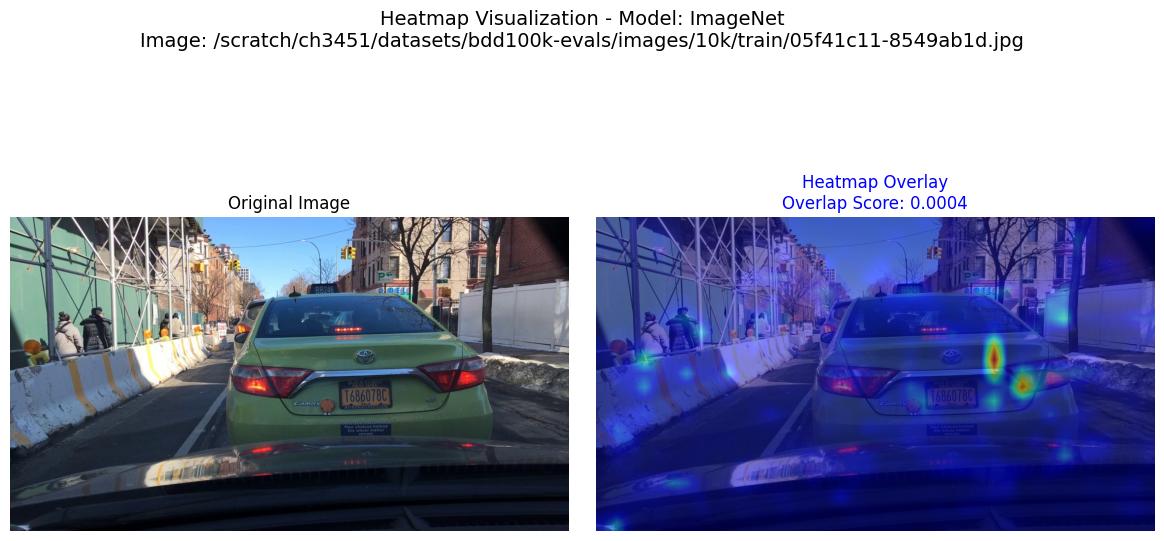 Heatmap Visualization - Model: ImageNet
Image: /scratch/ch3451/datasets/bdd100k-evals/images/10k/train/05f41c11-8549ab1d.jpg
Original Image
Heatmap Overlay
Overlap Score: 0.0004
T686078C